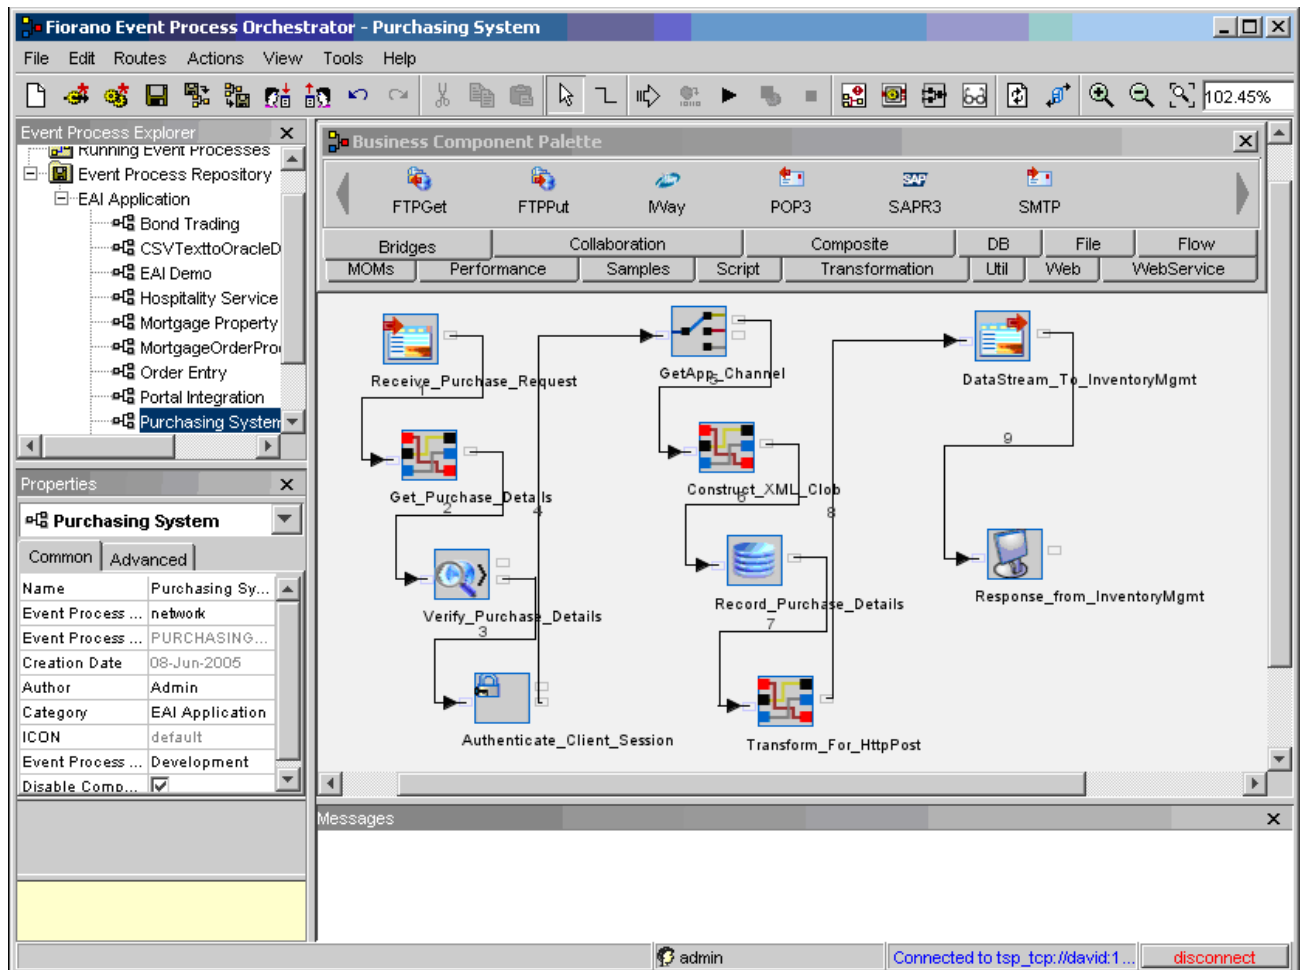 Fiorano Event Process Orchestrator - Purchasing System
File Edit Routes Actions View Tools Help
102.45%
Event Process Explorer
Running Event Processes
Event Process Repository
EAI Application
Bond Trading
CSVTexttoOracleD
EAI Demo
Hospitality Service
Mortgage Property
MortgageOrderPro
Order Entry
Portal Integration
Purchasing System
Properties
Purchasing System
Common Advanced
Name Purchasing Sy...
Event Process ... network
Event Process ... PURCHASING...
Creation Date 08-Jun-2005
Author Admin
Category EAI Application
ICON default
Event Process ... Development
Disable Comp...
Business Component Palette
FTPGet FTPPut iWay POP3 SAPR3 SMTP
SAP
Bridges Collaboration Composite DB File Flow
MOMs Performance Samples Script Transformation Util Web WebService
Receive_Purchase_Request
1
Get_Purchase_Details
2
Verify_Purchase_Details
3
Authenticate_Client_Session
4
GetApp_Channel
5
Construct_XML_Clob
6
Record_Purchase_Details
7
Transform_For_HttpPost
8
DataStream_To_InventoryMgmt
9
Response_from_InventoryMgmt
Messages
admin
Connected to tsp_tcp://david:1...
disconnect